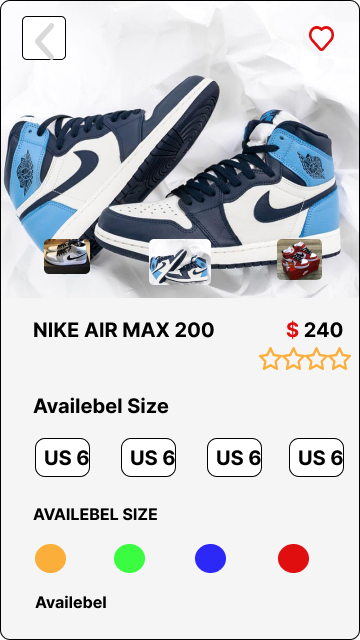 NIKE AIR MAX 200 $ 240
Availebel Size
US 6 US 6 US 6 US 6
AVAILEBEL SIZE
Availebel